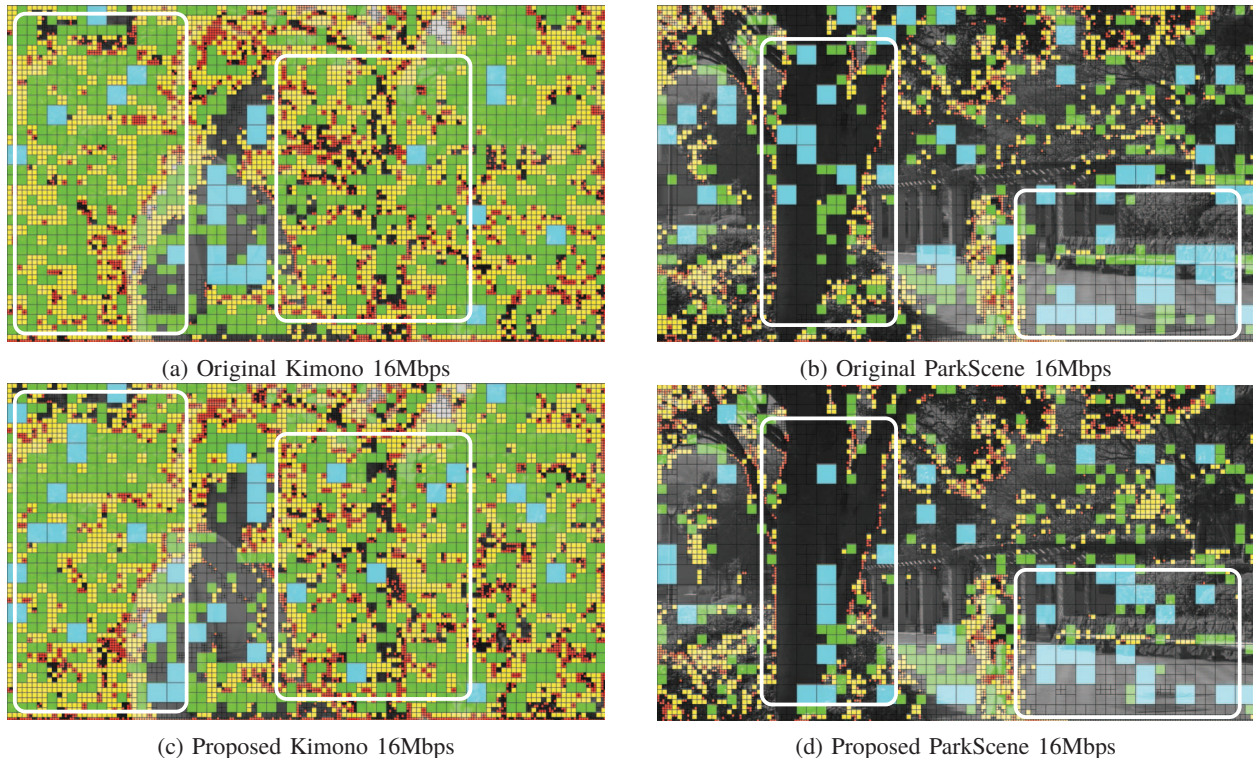 (a) Original Kimono 16Mbps
(b) Original ParkScene 16Mbps
(c) Proposed Kimono 16Mbps
(d) Proposed ParkScene 16Mbps